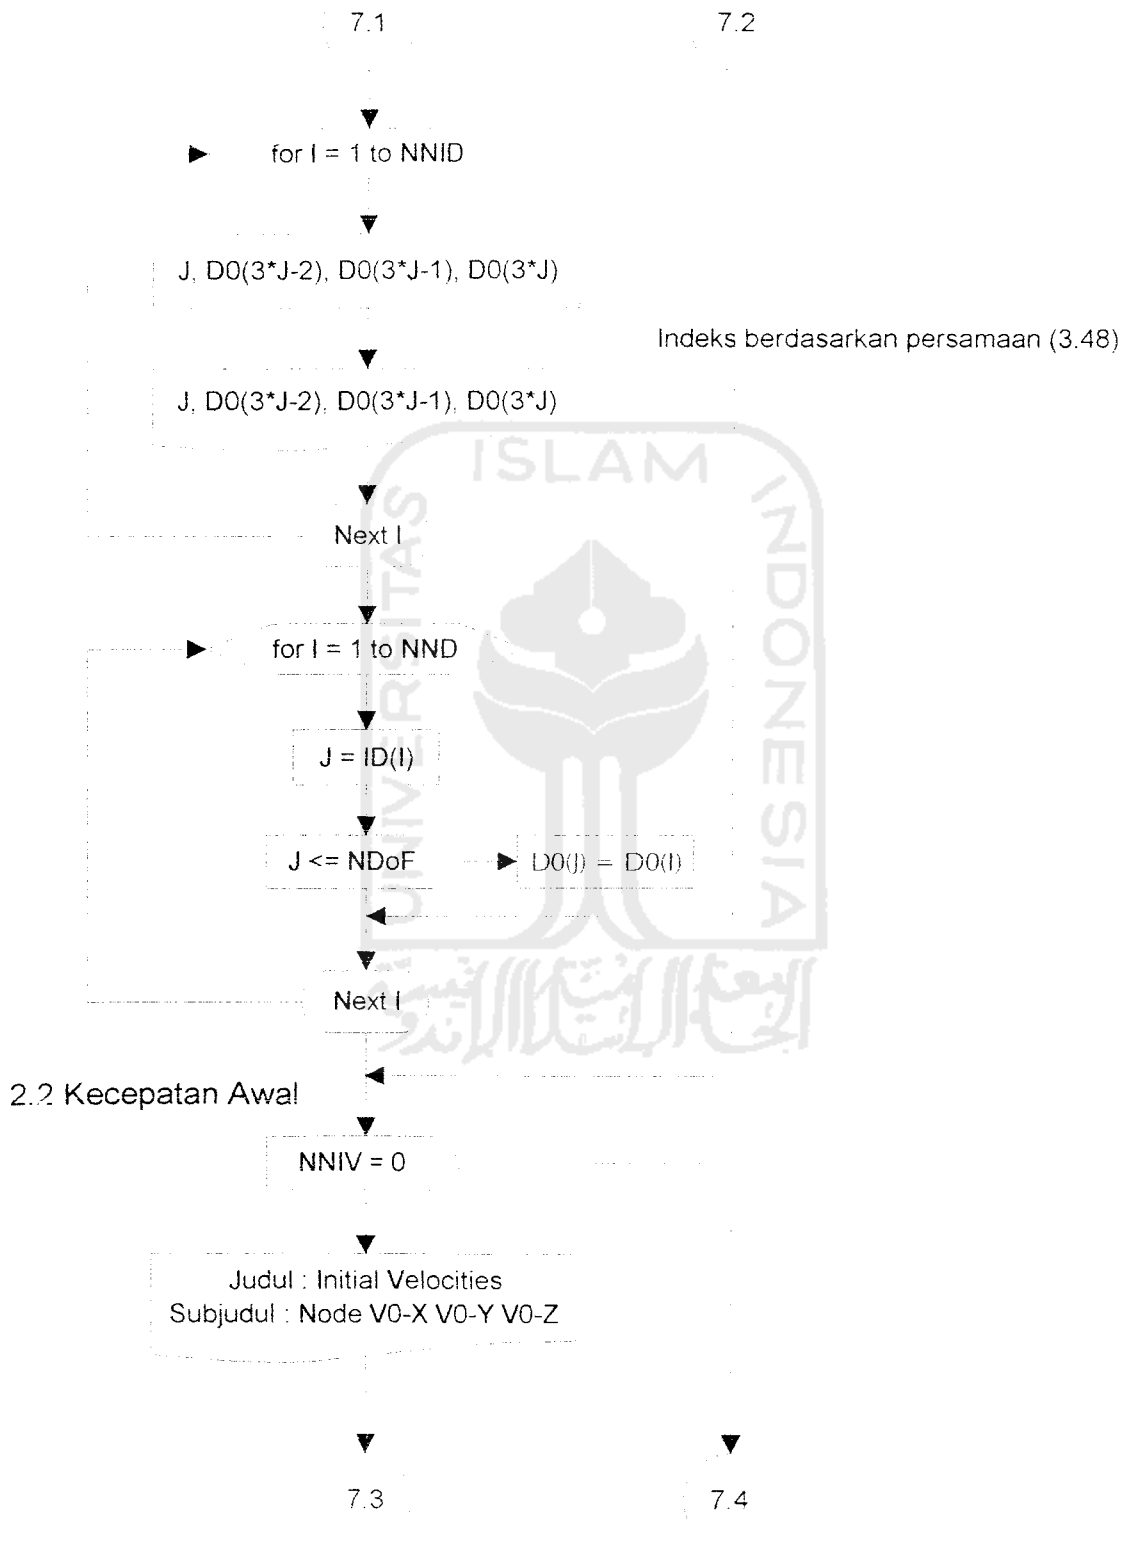 7.1
7.2
for I = 1 to NNID
J, D0(3*J-2), D0(3*J-1), D0(3*J)
Indeks berdasarkan persamaan (3.48)
J, D0(3*J-2), D0(3*J-1), D0(3*J)
Next I
for I = 1 to NND
J = ID(I)
J <= NDoF
D0(J) = D0(I)
Next I
2.2 Kecepatan Awal
NNIV = 0
Judul : Initial Velocities
Subjudul : Node V0-X V0-Y V0-Z
7.3
7.4
UNIVERSITAS
ISLAM
INDONESIA